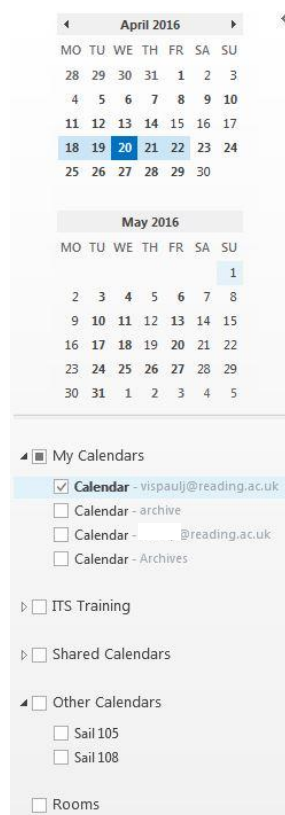 April 2016
MO TU WE TH FR SA SU
28 29 30 31 1 2 3
4 5 6 7 8 9 10
11 12 13 14 15 16 17
18 19 20 21 22 23 24
25 26 27 28 29 30
May 2016
MO TU WE TH FR SA SU
1
2 3 4 5 6 7 8
9 10 11 12 13 14 15
16 17 18 19 20 21 22
23 24 25 26 27 28 29
30 31 1 2 3 4 5
My Calendars
Calendar - vispaulj@reading.ac.uk
Calendar - archive
Calendar - @reading.ac.uk
Calendar - Archives
ITS Training
Shared Calendars
Other Calendars
Sail 105
Sail 108
Rooms